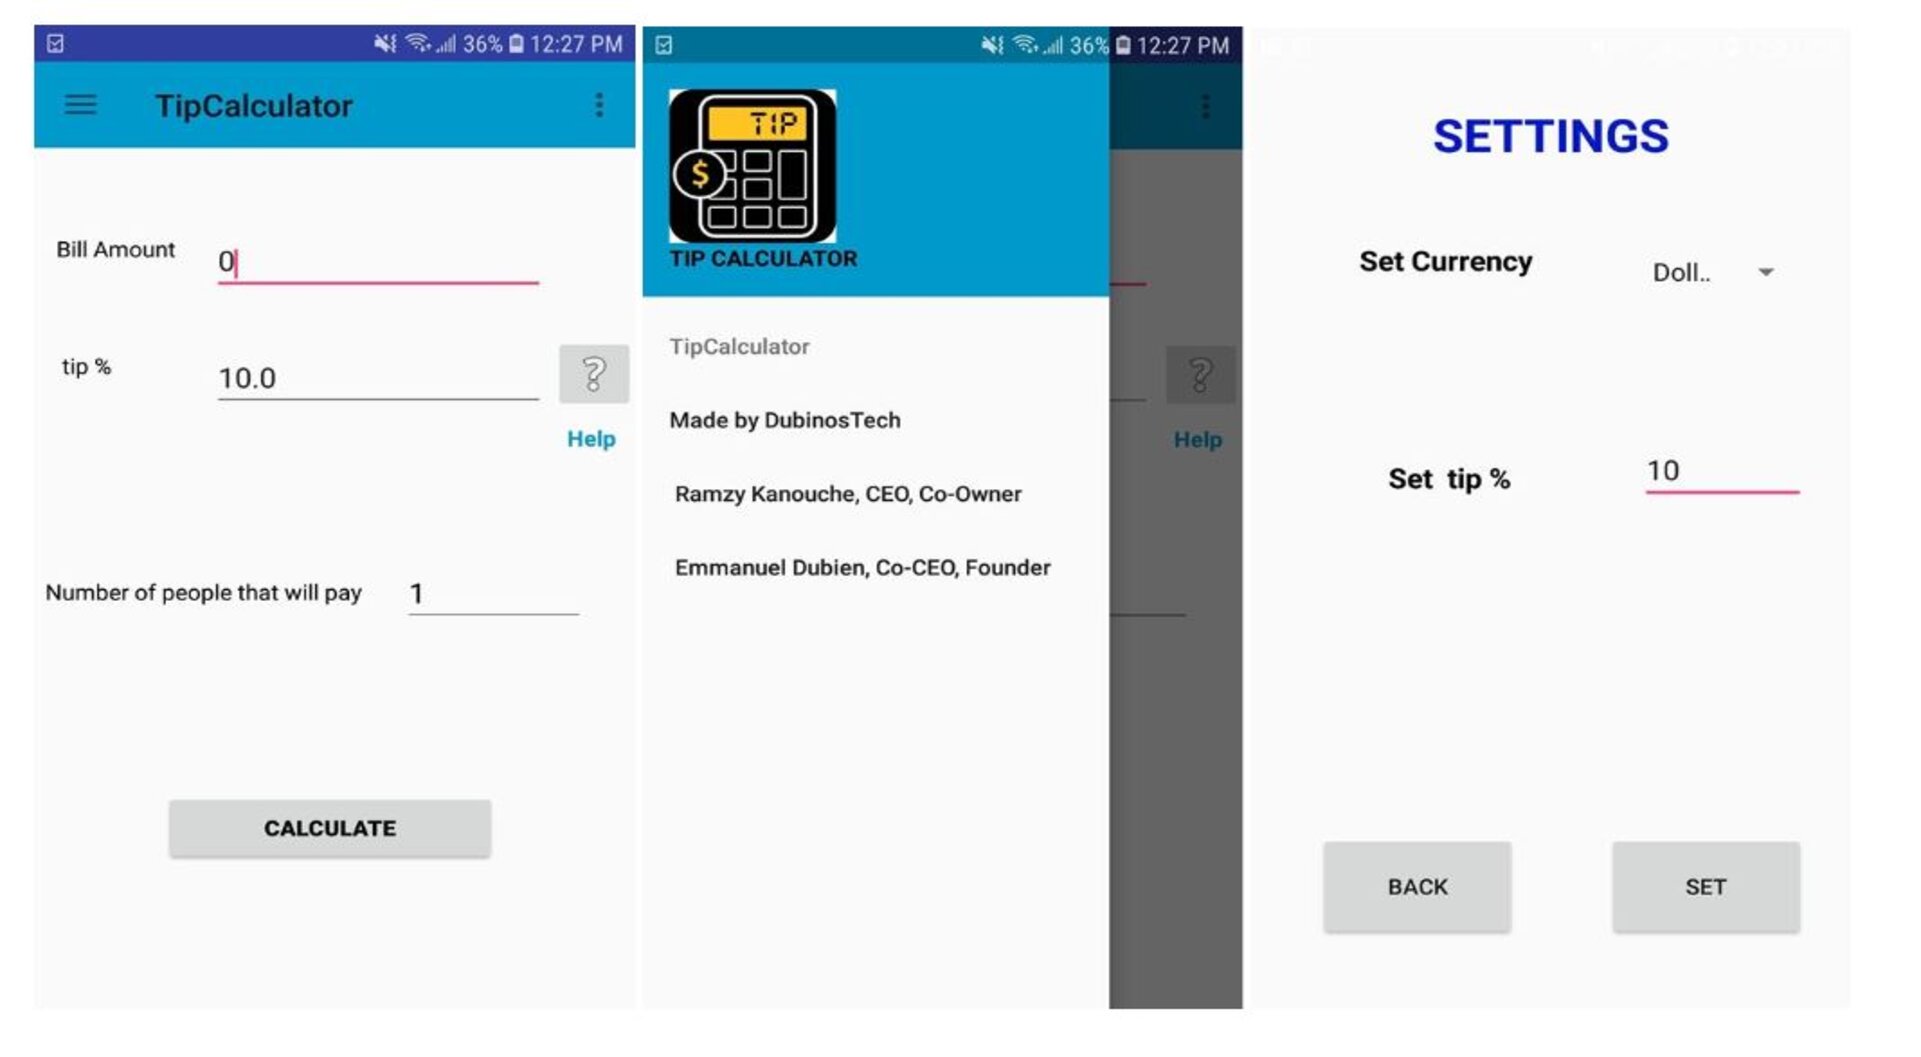 36% 12:27 PM
TipCalculator
Bill Amount
0
tip %
10.0
?
Help
Number of people that will pay
1
CALCULATE
36% 12:27 PM
TIP
$
TIP CALCULATOR
TipCalculator
Made by DubinosTech
Ramzy Kanouche, CEO, Co-Owner
Emmanuel Dubien, Co-CEO, Founder
?
Help
SETTINGS
Set Currency
Doll..
Set tip %
10
BACK
SET